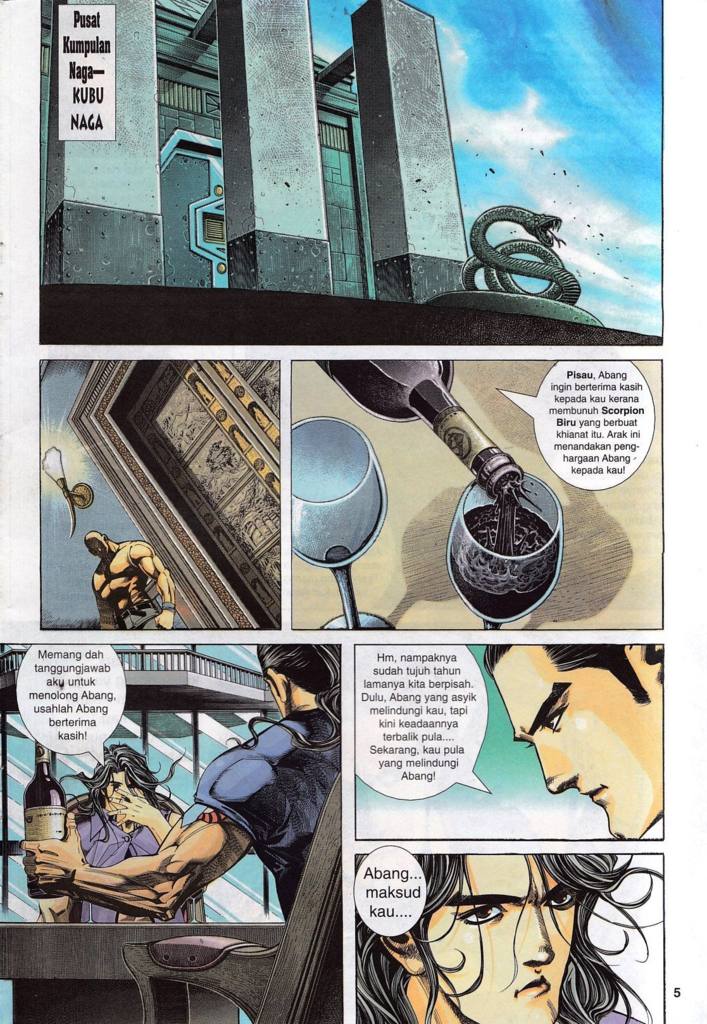 Pusat
Kumpulan
Naga—
KUBU
NAGA
Pisau, Abang
ingin berterima kasih
kepada kau kerana
membunuh Scorpion
Biru yang berbuat
khianat itu. Arak ini
menandakan peng-
hargaan Abang
kepada kau!
Memang dah
tanggungjawab
aku untuk
menolong Abang,
usahlah Abang
berterima
kasih!
Hm, nampaknya
sudah tujuh tahun
lamanya kita berpisah.
Dulu, Abang yang asyik
melindungi kau, tapi
kini keadaannya
terbalik pula....
Sekarang, kau pula
yang melindungi
Abang!
Abang...
maksud
kau....
5